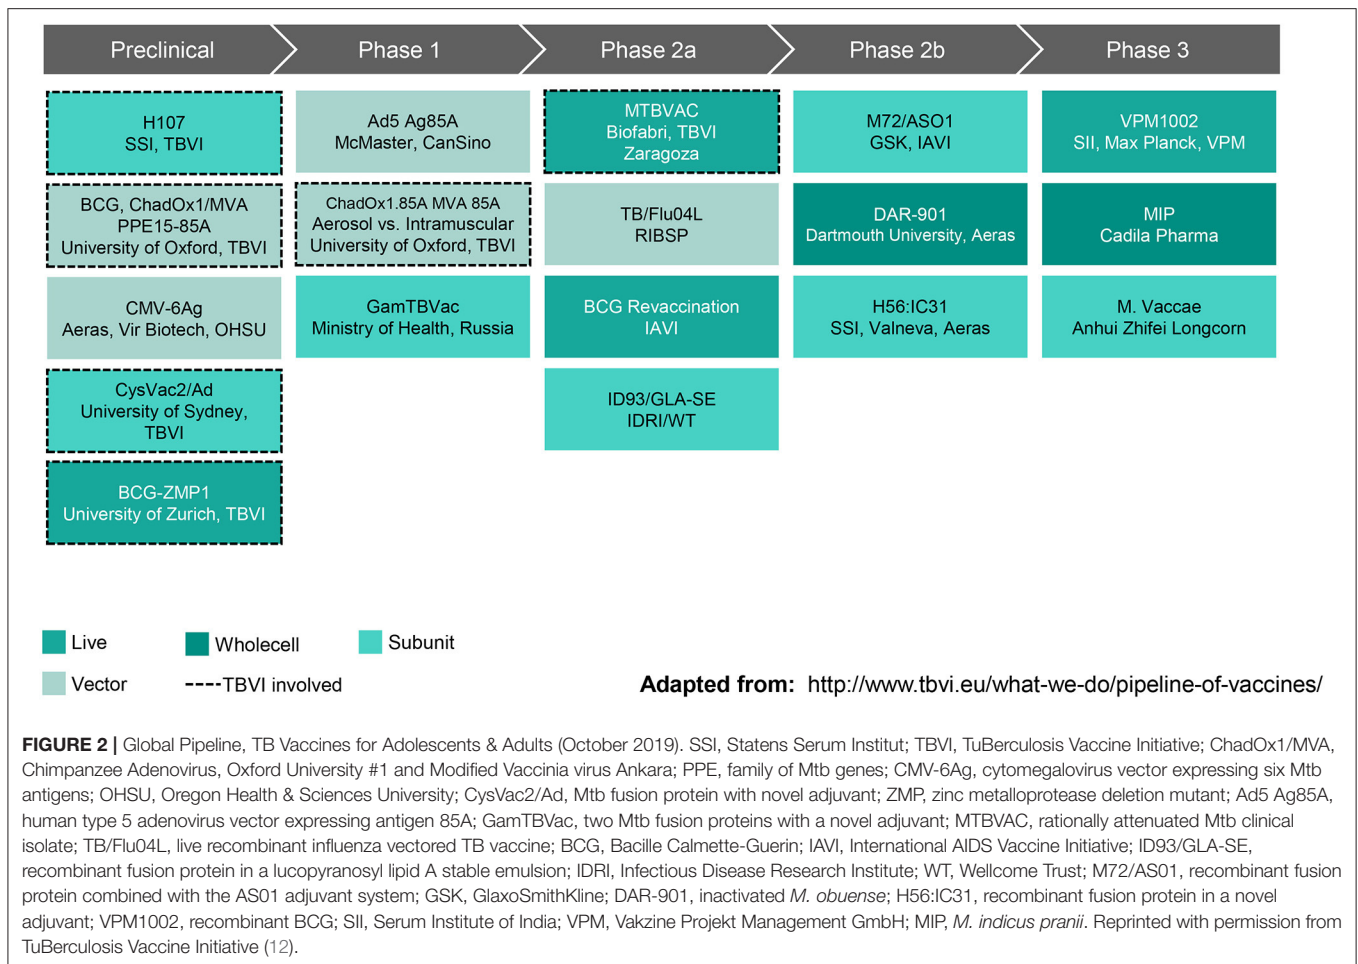 Preclinical
Phase 1
Phase 2a
Phase 2b
Phase 3
H107
SSI, TBVI
BCG, ChadOx1/MVA
PPE15-85A
University of Oxford, TBVI
CMV-6Ag
Aeras, Vir Biotech, OHSU
CysVac2/Ad
University of Sydney,
TBVI
BCG-ZMP1
University of Zurich, TBVI
Ad5 Ag85A
McMaster, CanSino
ChadOx1.85A MVA 85A
Aerosol vs. Intramuscular
University of Oxford, TBVI
GamTBVac
Ministry of Health, Russia
MTBVAC
Biofabri, TBVI
Zaragoza
TB/Flu04L
RIBSP
BCG Revaccination
IAVI
ID93/GLA-SE
IDRI/WT
M72/ASO1
GSK, IAVI
DAR-901
Dartmouth University, Aeras
H56:IC31
SSI, Valneva, Aeras
VPM1002
SII, Max Planck, VPM
MIP
Cadila Pharma
M. Vaccae
Anhui Zhifei Longcorn
Live
Wholecell
Subunit
Vector
----TBVI involved
Adapted from: http://www.tbvi.eu/what-we-do/pipeline-of-vaccines/
FIGURE 2 | Global Pipeline, TB Vaccines for Adolescents & Adults (October 2019). SSI, Statens Serum Institut; TBVI, TuBerculosis Vaccine Initiative; ChadOx1/MVA,
Chimpanzee Adenovirus, Oxford University #1 and Modified Vaccinia virus Ankara; PPE, family of Mtb genes; CMV-6Ag, cytomegalovirus vector expressing six Mtb
antigens; OHSU, Oregon Health & Sciences University; CysVac2/Ad, Mtb fusion protein with novel adjuvant; ZMP, zinc metalloprotease deletion mutant; Ad5 Ag85A,
human type 5 adenovirus vector expressing antigen 85A; GamTBVac, two Mtb fusion proteins with a novel adjuvant; MTBVAC, rationally attenuated Mtb clinical
isolate; TB/Flu04L, live recombinant influenza vectored TB vaccine; BCG, Bacille Calmette-Guerin; IAVI, International AIDS Vaccine Initiative; ID93/GLA-SE,
recombinant fusion protein in a lucopyranosyl lipid A stable emulsion; IDRI, Infectious Disease Research Institute; WT, Wellcome Trust; M72/AS01, recombinant fusion
protein combined with the AS01 adjuvant system; GSK, GlaxoSmithKline; DAR-901, inactivated M. obuense; H56:IC31, recombinant fusion protein in a novel
adjuvant; VPM1002, recombinant BCG; SII, Serum Institute of India; VPM, Vakzine Projekt Management GmbH; MIP, M. indicus pranii. Reprinted with permission from
TuBerculosis Vaccine Initiative (12).